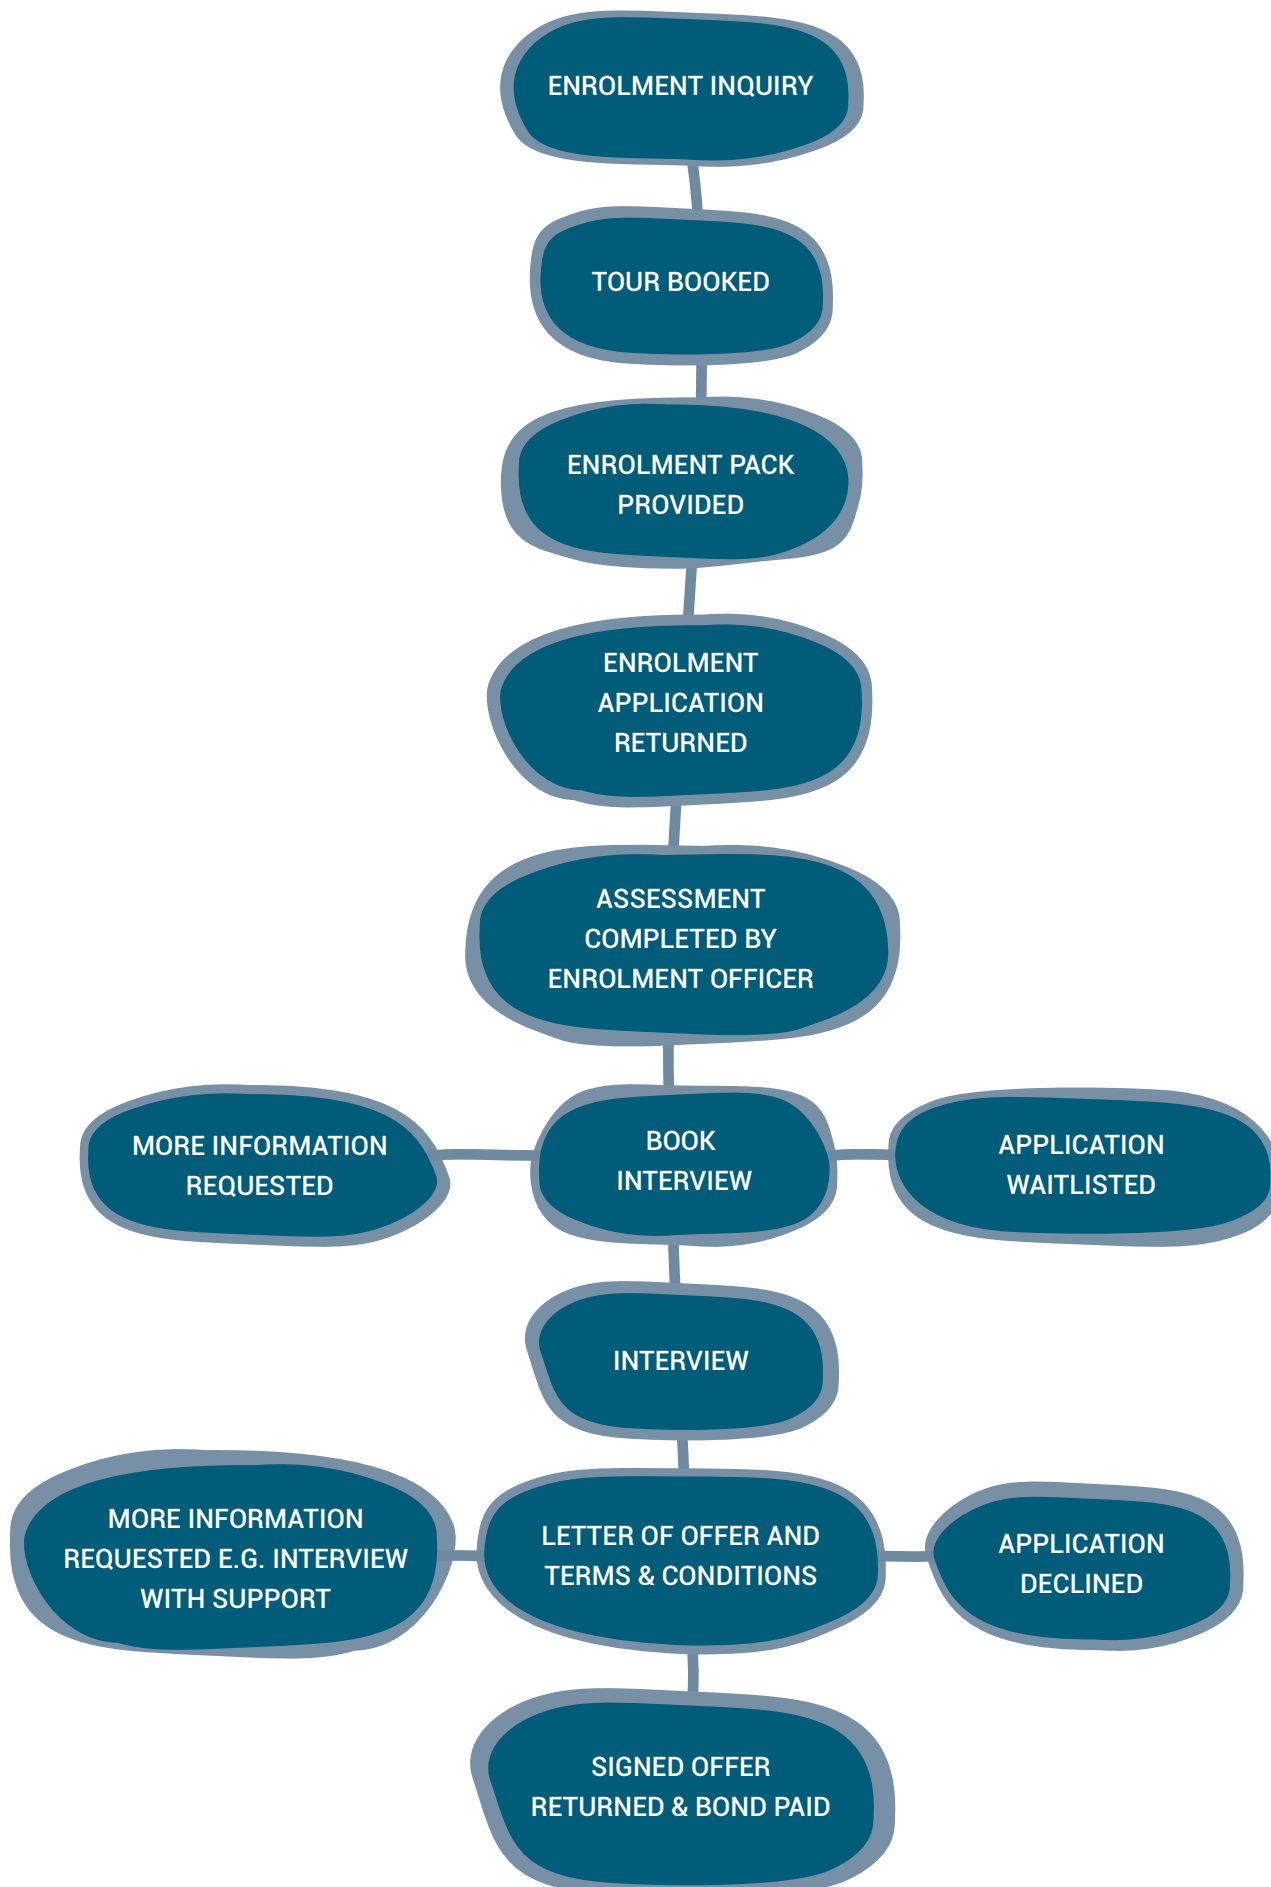 ENROLMENT INQUIRY
TOUR BOOKED
ENROLMENT PACK
PROVIDED
ENROLMENT
APPLICATION
RETURNED
ASSESSMENT
COMPLETED BY
ENROLMENT OFFICER
MORE INFORMATION
REQUESTED
BOOK
INTERVIEW
APPLICATION
WAITLISTED
INTERVIEW
MORE INFORMATION
REQUESTED E.G. INTERVIEW
WITH SUPPORT
LETTER OF OFFER AND
TERMS & CONDITIONS
APPLICATION
DECLINED
SIGNED OFFER
RETURNED & BOND PAID